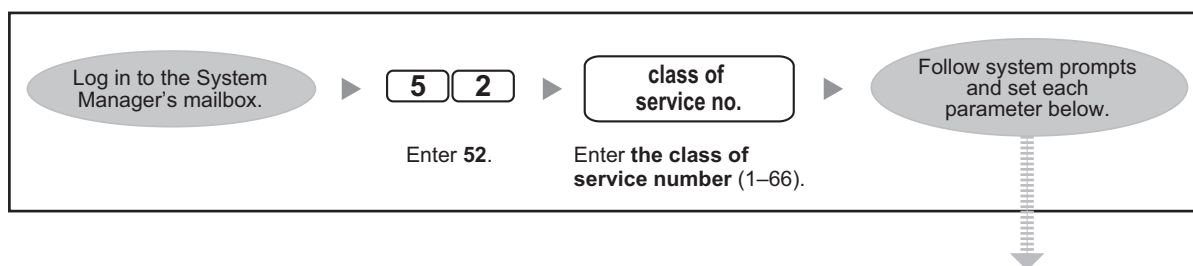 Log in to the System
Manager's mailbox.
5 2
Enter 52.
class of
service no.
Enter the class of
service number (1–66).
Follow system prompts
and set each
parameter below.